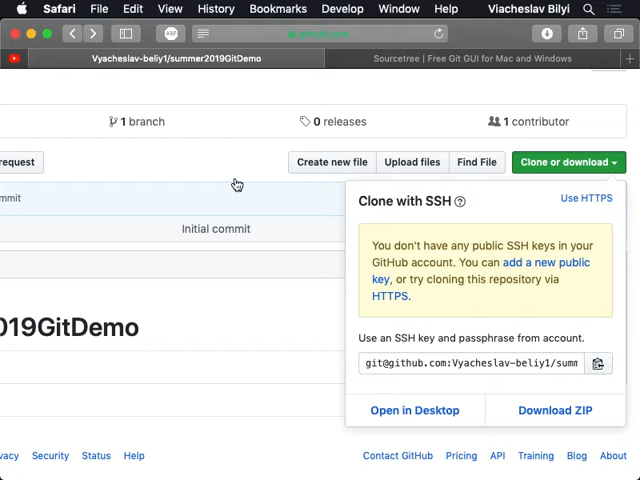 Safari File Edit View History Bookmarks Develop Window Help Viacheslav Bilyi
ABP github.com
Vyacheslav-beliy1/summer2019GitDemo Sourcetree | Free Git GUI for Mac and Windows
1 branch 0 releases 1 contributor
request Create new file Upload files Find File Clone or download
mmit
Initial commit
Clone with SSH Use HTTPS
You don't have any public SSH keys in your
GitHub account. You can add a new public
key, or try cloning this repository via
HTTPS.
019GitDemo
Use an SSH key and passphrase from account.
git@github.com:Vyacheslav-beliy1/summ
Open in Desktop Download ZIP
vacy Security Status Help Contact GitHub Pricing API Training Blog About